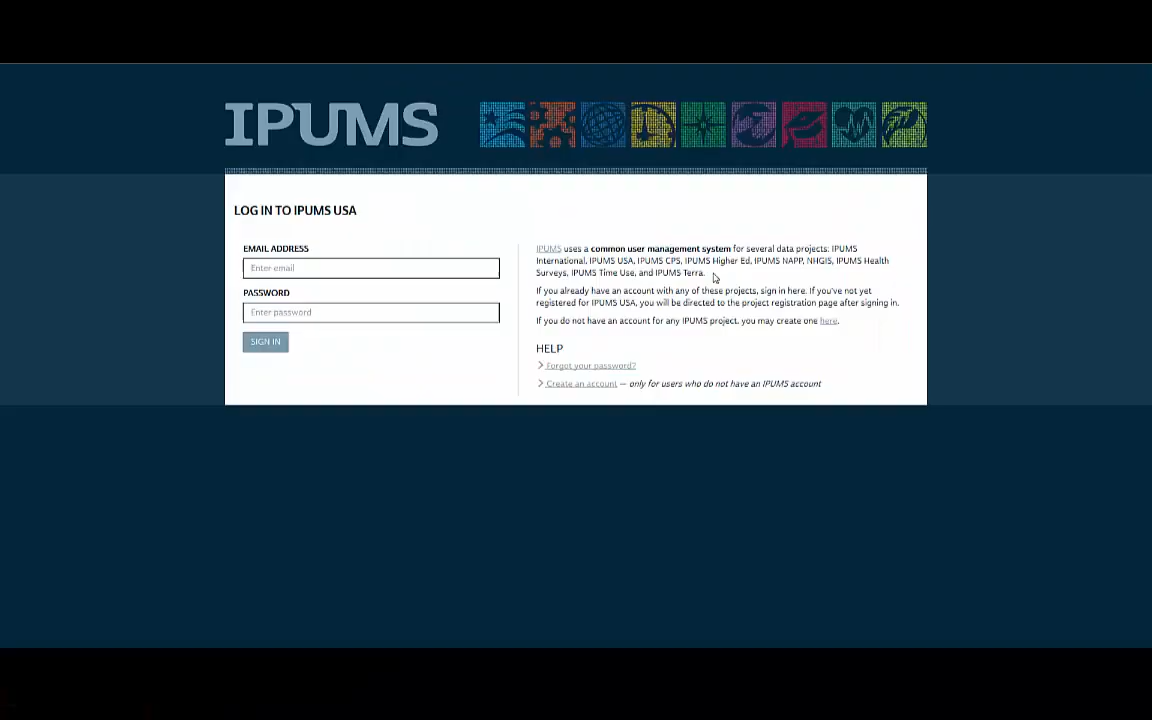 IPUMS
LOG IN TO IPUMS USA
EMAIL ADDRESS
Enter email
PASSWORD
Enter password
SIGN IN
IPUMS uses a common user management system for several data projects: IPUMS
International, IPUMS USA, IPUMS CPS, IPUMS Higher Ed, IPUMS NAPP, NHGIS, IPUMS Health
Surveys, IPUMS Time Use, and IPUMS Terra.
If you already have an account with any of these projects, sign in here. If you've not yet
registered for IPUMS USA, you will be directed to the project registration page after signing in.
If you do not have an account for any IPUMS project, you may create one here.
HELP
Forgot your password?
Create an account — only for users who do not have an IPUMS account